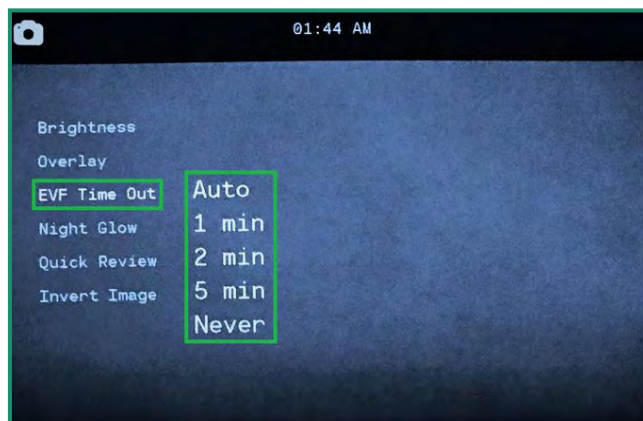 01:44 AM
Brightness
Overlay
EVF Time Out
Night Glow
Quick Review
Invert Image
Auto
1 min
2 min
5 min
Never